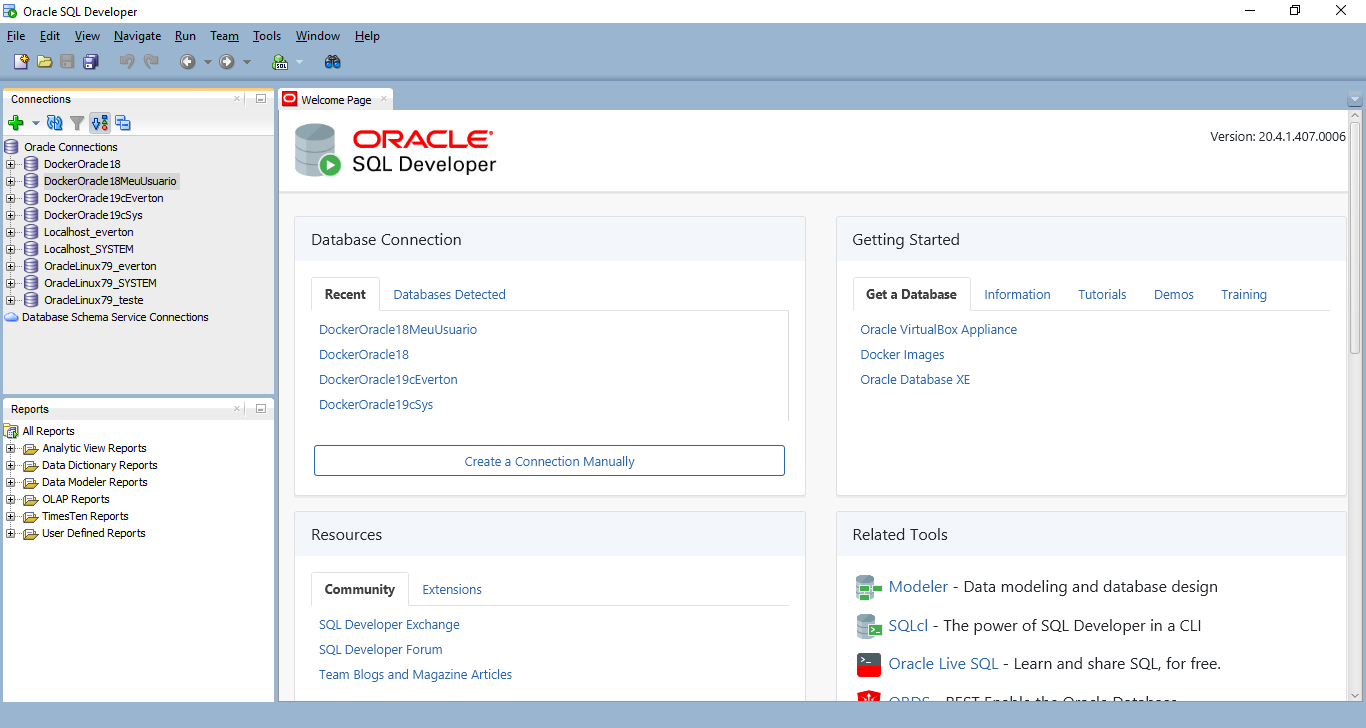 Oracle SQL Developer
File Edit View Navigate Run Team Tools Window Help
Connections
Oracle Connections
DockerOracle18
DockerOracle18MeuUsuario
DockerOracle19cEverton
DockerOracle19cSys
Localhost_everton
Localhost_SYSTEM
OracleLinux79_everton
OracleLinux79_SYSTEM
OracleLinux79_teste
Database Schema Service Connections
Reports
All Reports
Analytic View Reports
Data Dictionary Reports
Data Modeler Reports
OLAP Reports
TimesTen Reports
User Defined Reports
Welcome Page
ORACLE
SQL Developer
Version: 20.4.1.407.0006
Database Connection
Recent Databases Detected
DockerOracle18MeuUsuario
DockerOracle18
DockerOracle19cEverton
DockerOracle19cSys
Create a Connection Manually
Getting Started
Get a Database Information Tutorials Demos Training
Oracle VirtualBox Appliance
Docker Images
Oracle Database XE
Resources
Community Extensions
SQL Developer Exchange
SQL Developer Forum
Team Blogs and Magazine Articles
Related Tools
Modeler - Data modeling and database design
SQLcl - The power of SQL Developer in a CLI
Oracle Live SQL - Learn and share SQL, for free.
ORDS - REST Enable the Oracle Database